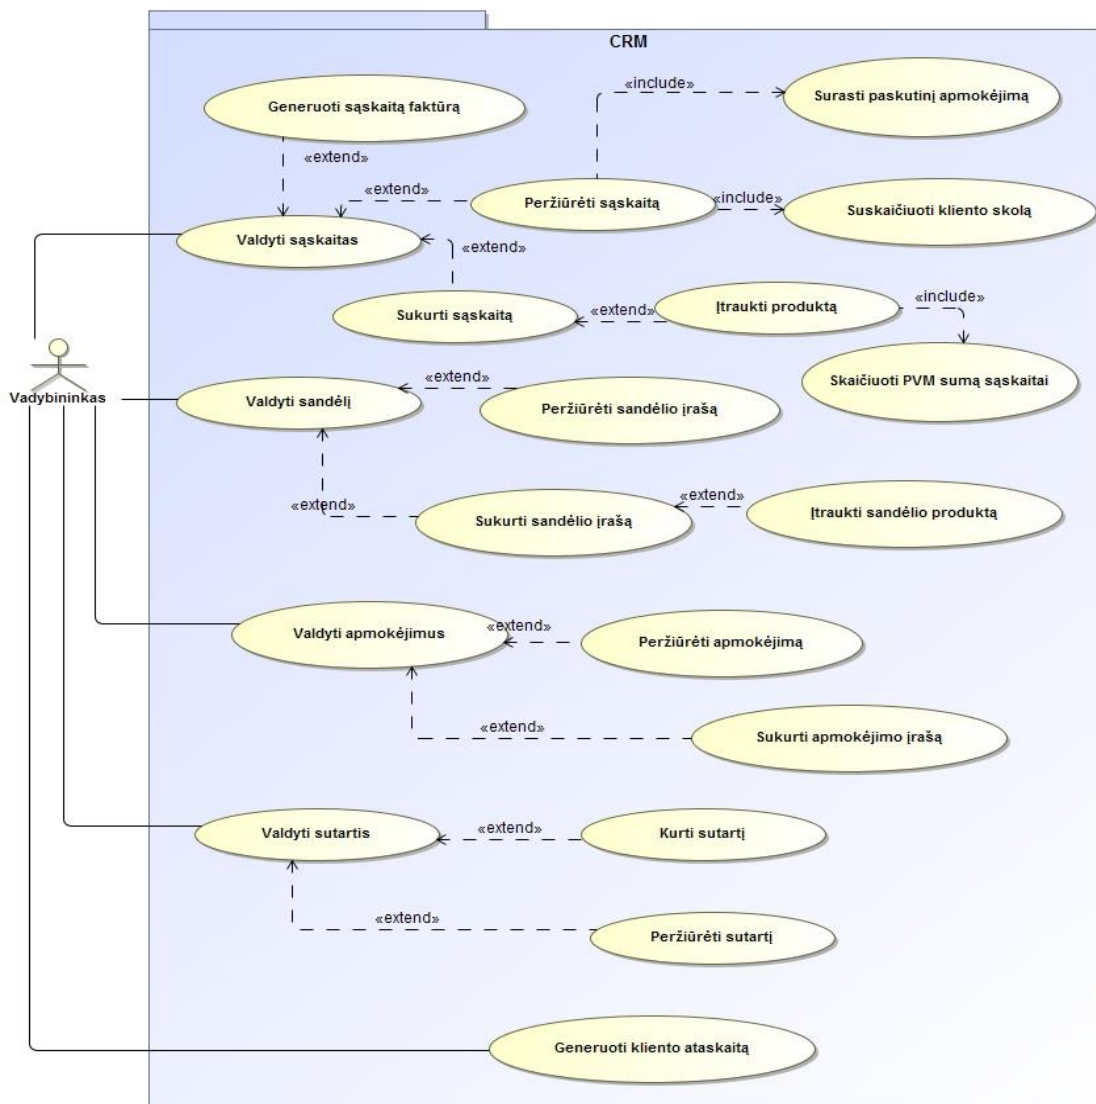 CRM
Generuoti sąskaitą faktūrą
«include»
Surasti paskutinį apmokėjimą
«extend»
«extend»
Peržiūrėti sąskaitą
«include»
Suskaičiuoti kliento skolą
Valdyti sąskaitas
«extend»
Sukurti sąskaitą
«extend»
Įtraukti produktą
«include»
Skaičiuoti PVM sumą sąskaitai
Vadybininkas
Valdyti sandėlį
«extend»
Peržiūrėti sandėlio įrašą
«extend»
Sukurti sandėlio įrašą
«extend»
Įtraukti sandėlio produktą
Valdyti apmokėjimus
«extend»
Peržiūrėti apmokėjimą
«extend»
Sukurti apmokėjimo įrašą
Valdyti sutartis
«extend»
Kurti sutartį
«extend»
Peržiūrėti sutartį
Generuoti kliento ataskaitą